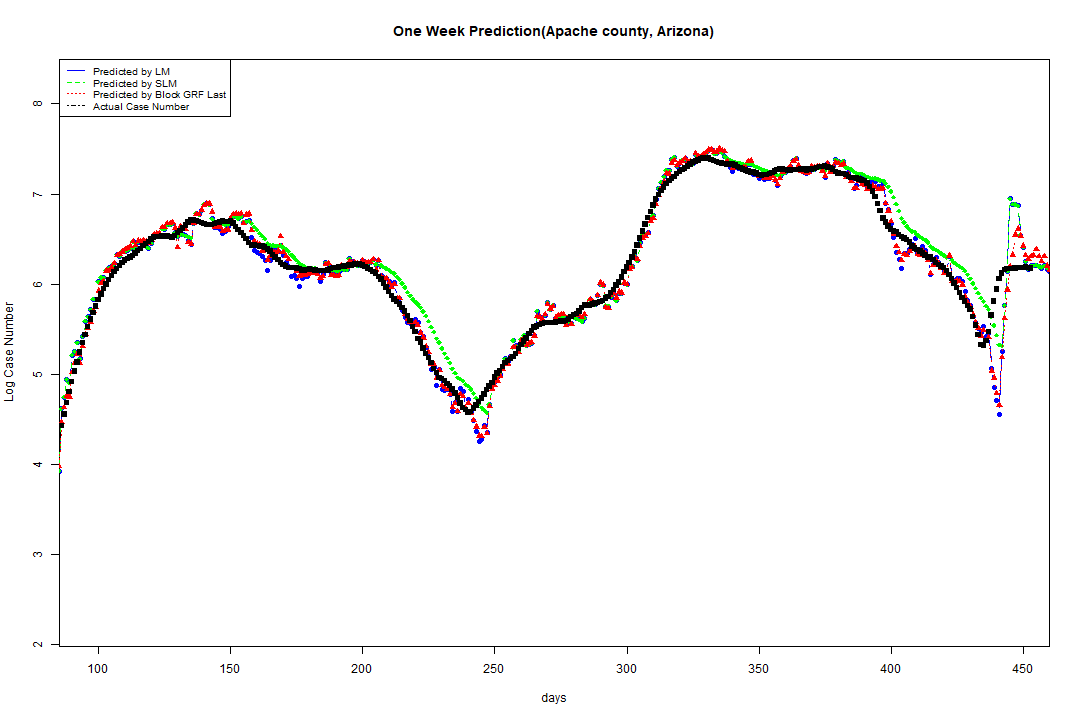 One Week Prediction(Apache county, Arizona)
Predicted by LM
Predicted by SLM
Predicted by Block GRF Last
Actual Case Number
8
7
6
5
4
3
2
Log Case Number
100 150 200 250 300 350 400 450
days